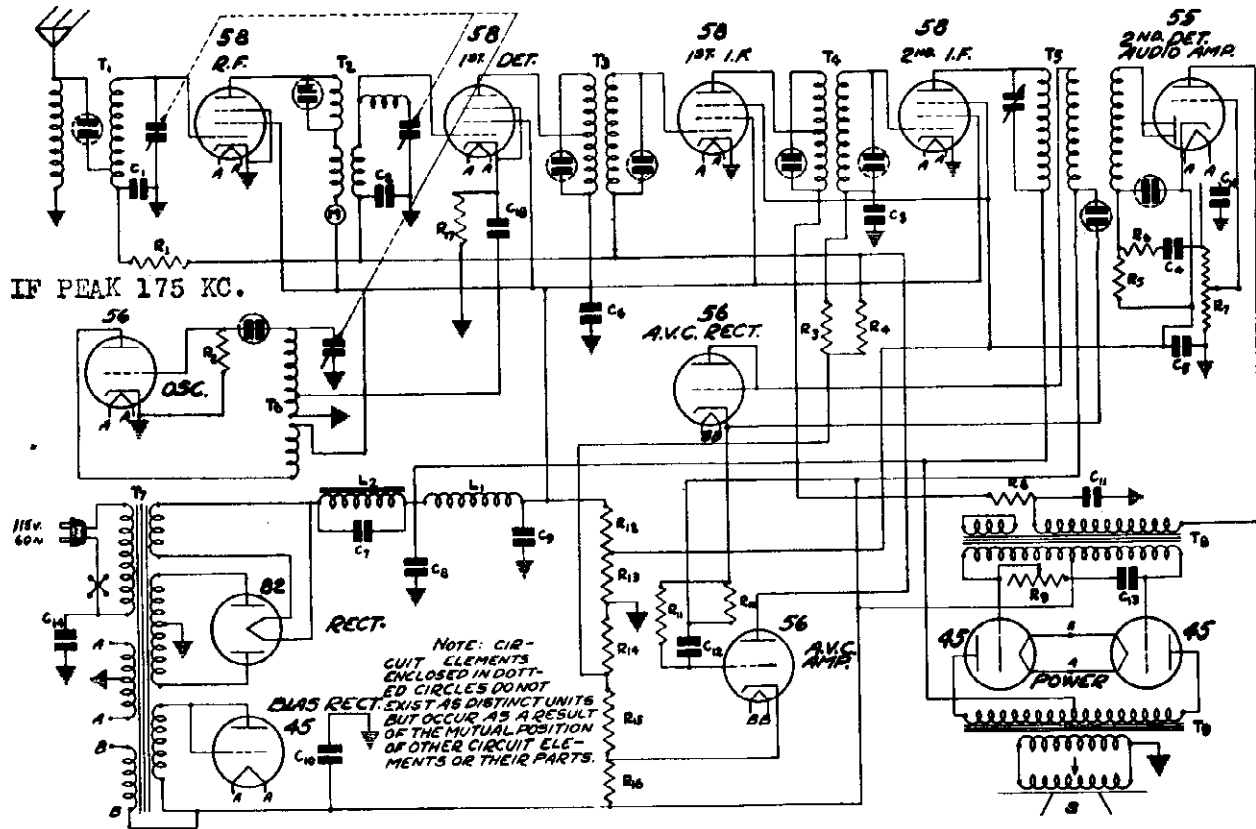 58
R.F.
58
1ST. DET.
58
1ST. I.F.
58
2ND. I.F.
55
2ND. DET.
AUDIO AMP.
T1
T2
T3
T4
T5
C1
A A
A A
A A
A A
M
R17
C18
C3
R1
R6
C4
R5
R7
IF PEAK 175 KC.
56
OSC.
A A
R2
T6
C6
56
A.V.C. RECT.
BB
R3
R4
C5
T7
115V.
60~
L2
L1
C7
C8
C9
R12
R13
R14
R15
R16
R8
C11
T8
R9
C13
82
RECT.
C14
A
A
B
B
BIAS RECT.
45
A A
C10
NOTE: CIR-
CUIT ELEMENTS
ENCLOSED IN DOTT-
ED CIRCLES DO NOT
EXIST AS DISTINCT UNITS
BUT OCCUR AS A RESULT
OF THE MUTUAL POSITION
OF OTHER CIRCUIT ELE-
MENTS OR THEIR PARTS.
R11
C12
56
A.V.C.
AMP.
BB
45
45
A
POWER
T9